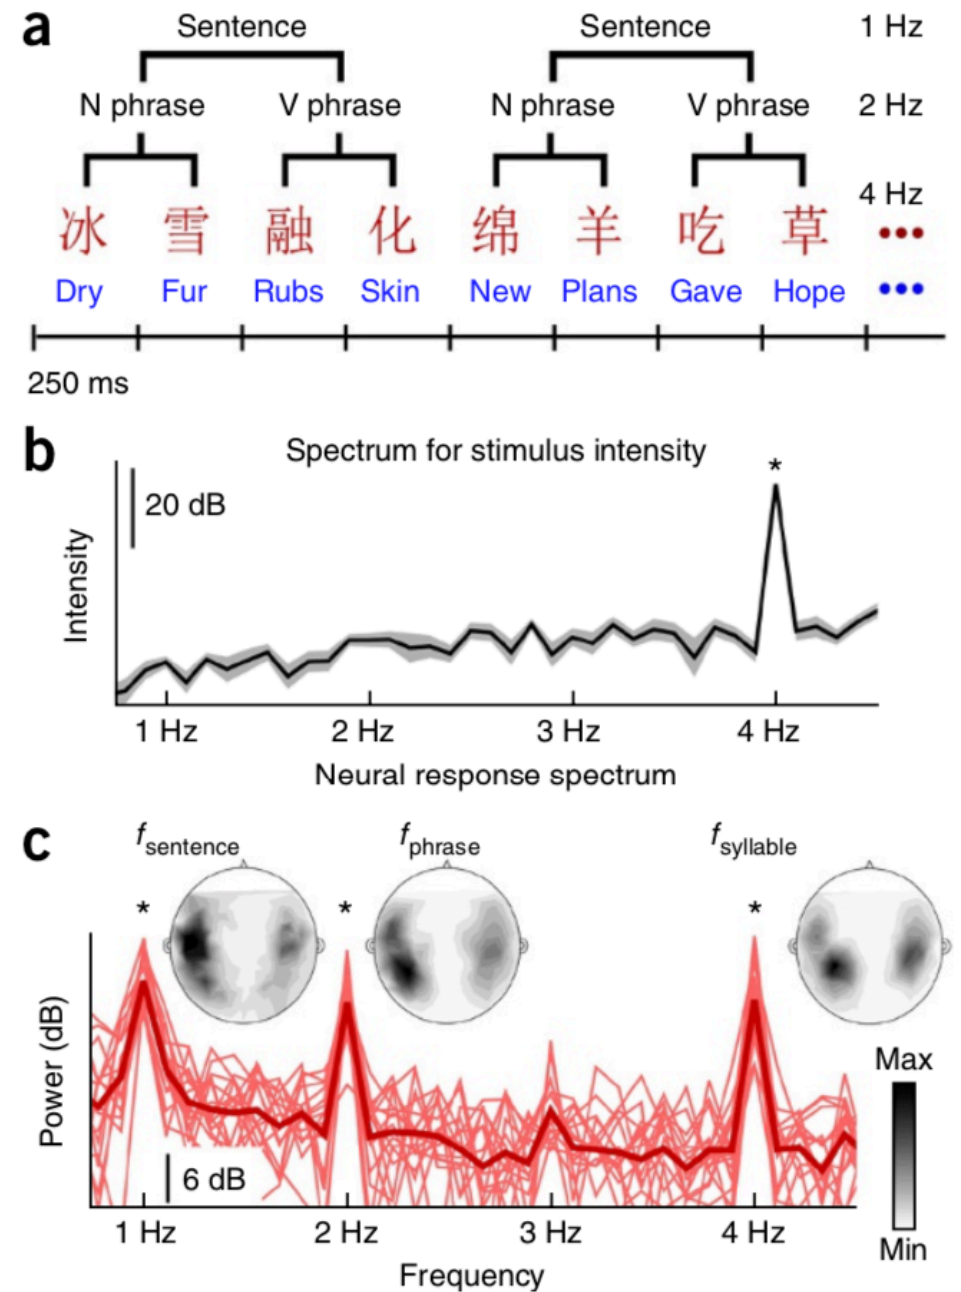 a
Sentence Sentence 1 Hz
N phrase V phrase N phrase V phrase 2 Hz
4 Hz
冰 雪 融 化 绵 羊 吃 草 •••
Dry Fur Rubs Skin New Plans Gave Hope •••
250 ms
b
Spectrum for stimulus intensity
*
20 dB
Intensity
1 Hz 2 Hz 3 Hz 4 Hz
Neural response spectrum
c
fsentence fphrase fsyllable
* * *
Power (dB)
Max
6 dB
Min
1 Hz 2 Hz 3 Hz 4 Hz
Frequency